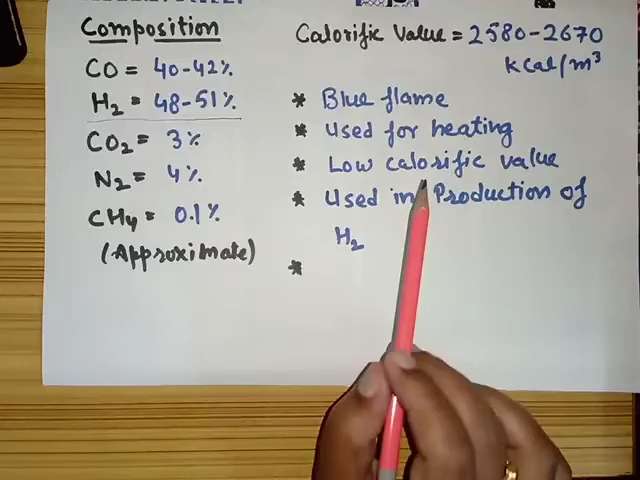 Composition
CO = 40-42%
H2 = 48-51%
CO2 = 3%
N2 = 4%
CH4 = 0.1%
(Approximate)
Calorific Value = 2580-2670
kcal/m³
* Blue flame
* Used for heating
* Low calorific value
* Used in Production of
H2
*